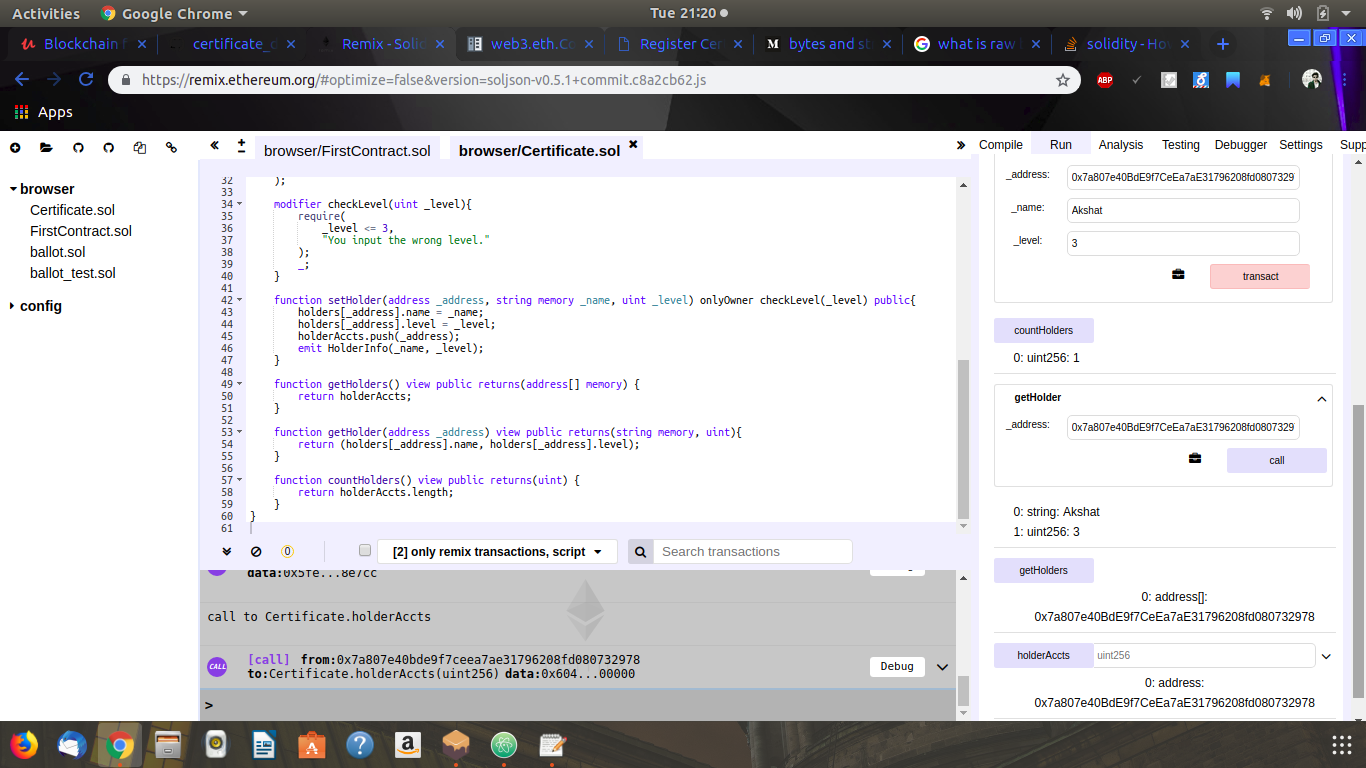 Activities
Google Chrome
Tue 21:20
Blockchain f
certificate_d
Remix - Solid
web3.eth.Co
Register Cer
bytes and st
what is raw
solidity - Ho
https://remix.ethereum.org/#optimize=false&version=soljson-v0.5.1+commit.c8a2cb62.js
ABP
Apps
browser
Certificate.sol
FirstContract.sol
ballot.sol
ballot_test.sol
config
browser/FirstContract.sol
browser/Certificate.sol
32 );
33
34 modifier checkLevel(uint _level){
35 require(
36 _level <= 3,
37 "You input the wrong level."
38 );
39 _;
40 }
41
42 function setHolder(address _address, string memory _name, uint _level) onlyOwner checkLevel(_level) public{
43 holders[_address].name = _name;
44 holders[_address].level = _level;
45 holderAccts.push(_address);
46 emit HolderInfo(_name, _level);
47 }
48
49 function getHolders() view public returns(address[] memory) {
50 return holderAccts;
51 }
52
53 function getHolder(address _address) view public returns(string memory, uint){
54 return (holders[_address].name, holders[_address].level);
55 }
56
57 function countHolders() view public returns(uint) {
58 return holderAccts.length;
59 }
60 }
61
0
[2] only remix transactions, script
Search transactions
data:0x5fe...8e7cc
call to Certificate.holderAccts
CALL
[call] from:0x7a807e40bde9f7ceea7ae31796208fd080732978
to:Certificate.holderAccts(uint256) data:0x604...00000
Debug
>
Compile
Run
Analysis
Testing
Debugger
Settings
Supp
_address:
0x7a807e40BdE9f7CeEa7aE31796208fd0807329
_name:
Akshat
_level:
3
transact
countHolders
0: uint256: 1
getHolder
_address:
0x7a807e40BdE9f7CeEa7aE31796208fd0807329
call
0: string: Akshat
1: uint256: 3
getHolders
0: address[]:
0x7a807e40BdE9f7CeEa7aE31796208fd080732978
holderAccts
uint256
0: address:
0x7a807e40BdE9f7CeEa7aE31796208fd080732978